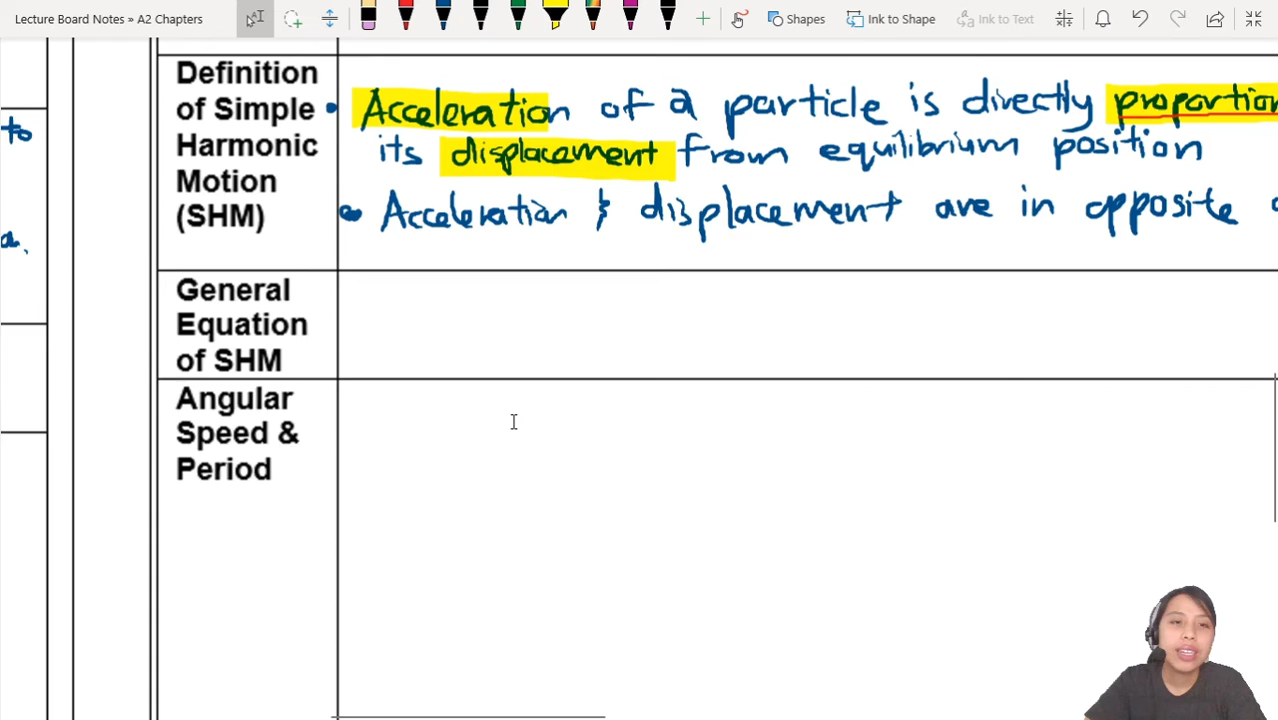 Lecture Board Notes » A2 Chapters
Shapes
Ink to Shape
Ink to Text
Definition of Simple Harmonic Motion (SHM)
• Acceleration of a particle is directly proportion
its displacement from equilibrium position
• Acceleration & displacement are in opposite
to
a.
General
Equation
of SHM
Angular
Speed &
Period